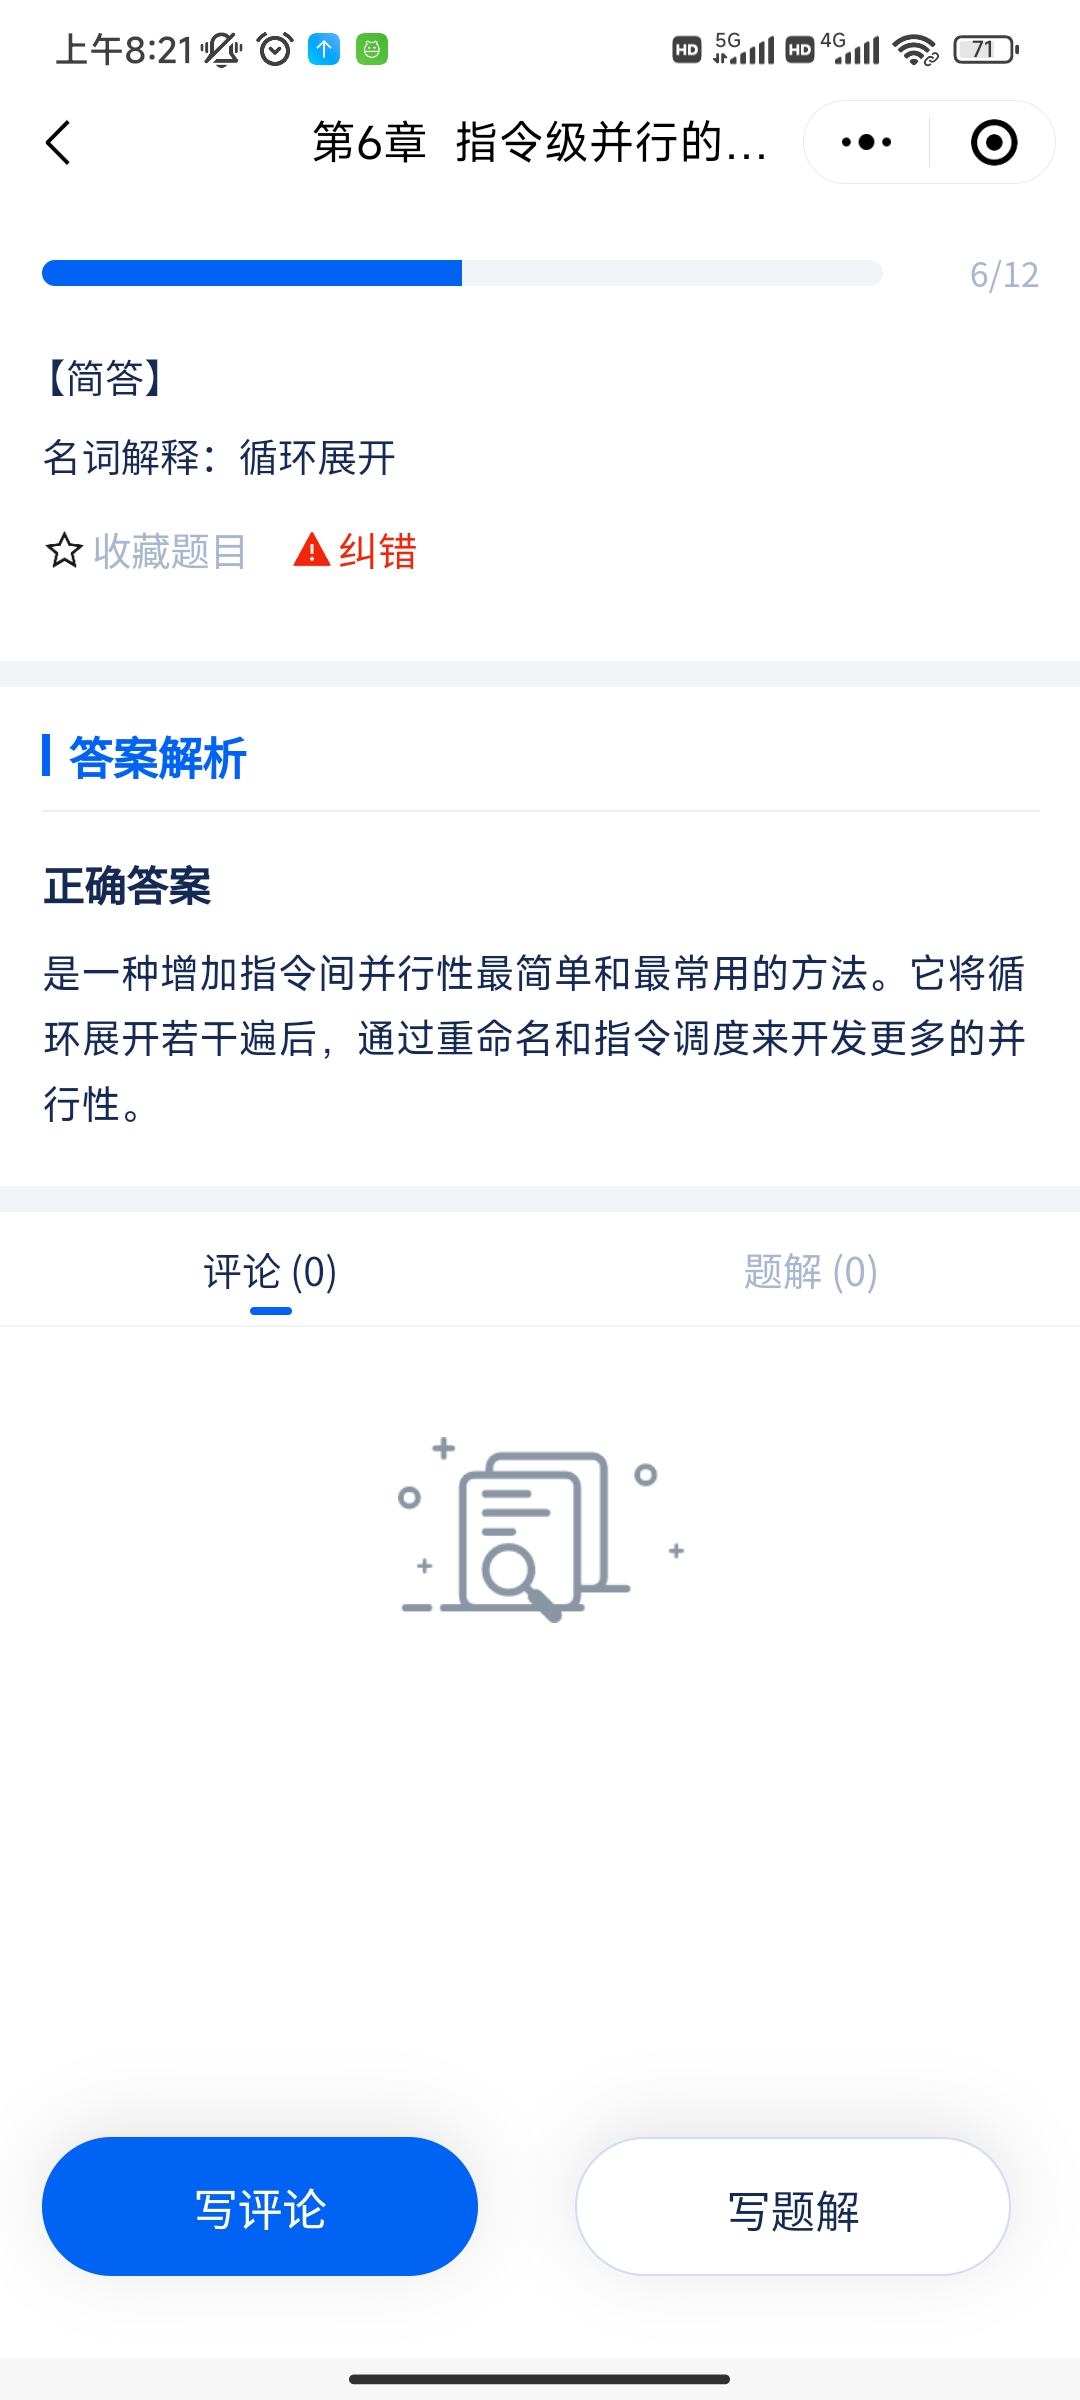 上午8:21
HD 5G HD 4G 71
第6章 指令级并行的...
6/12
【简答】
名词解释：循环展开
收藏题目 纠错
答案解析
正确答案
是一种增加指令间并行性最简单和最常用的方法。它将循
环展开若干遍后，通过重命名和指令调度来开发更多的并
行性。
评论 (0) 题解 (0)
写评论 写题解